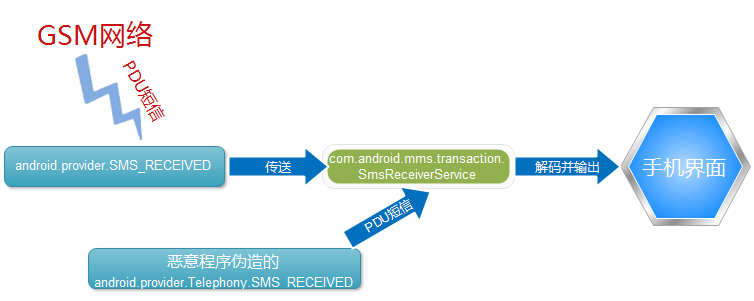 GSM网络
PDU短信
android.provider.SMS_RECEIVED
传送
com.android.mms.transaction.
SmsReceiverService
解码并输出
手机界面
PDU短信
恶意程序伪造的
android.provider.Telephony.SMS_RECEIVED